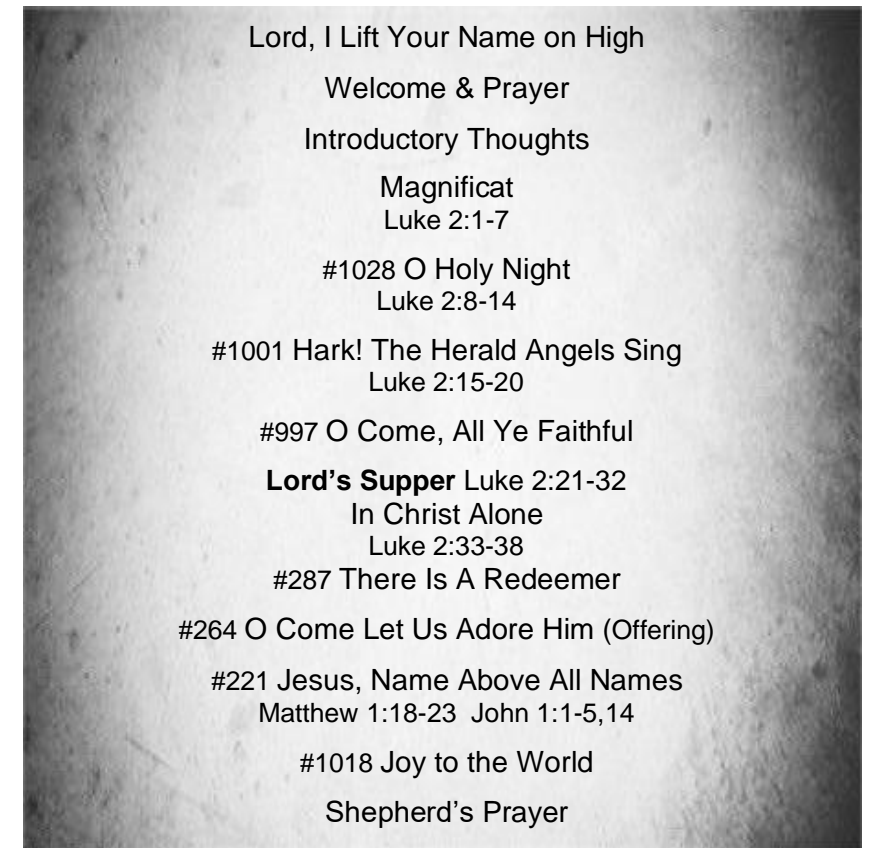 Lord, I Lift Your Name on High
Welcome & Prayer
Introductory Thoughts
Magnificat
Luke 2:1-7
#1028 O Holy Night
Luke 2:8-14
#1001 Hark! The Herald Angels Sing
Luke 2:15-20
#997 O Come, All Ye Faithful
Lord’s Supper Luke 2:21-32
In Christ Alone
Luke 2:33-38
#287 There Is A Redeemer
#264 O Come Let Us Adore Him (Offering)
#221 Jesus, Name Above All Names
Matthew 1:18-23  John 1:1-5,14
#1018 Joy to the World
Shepherd’s Prayer